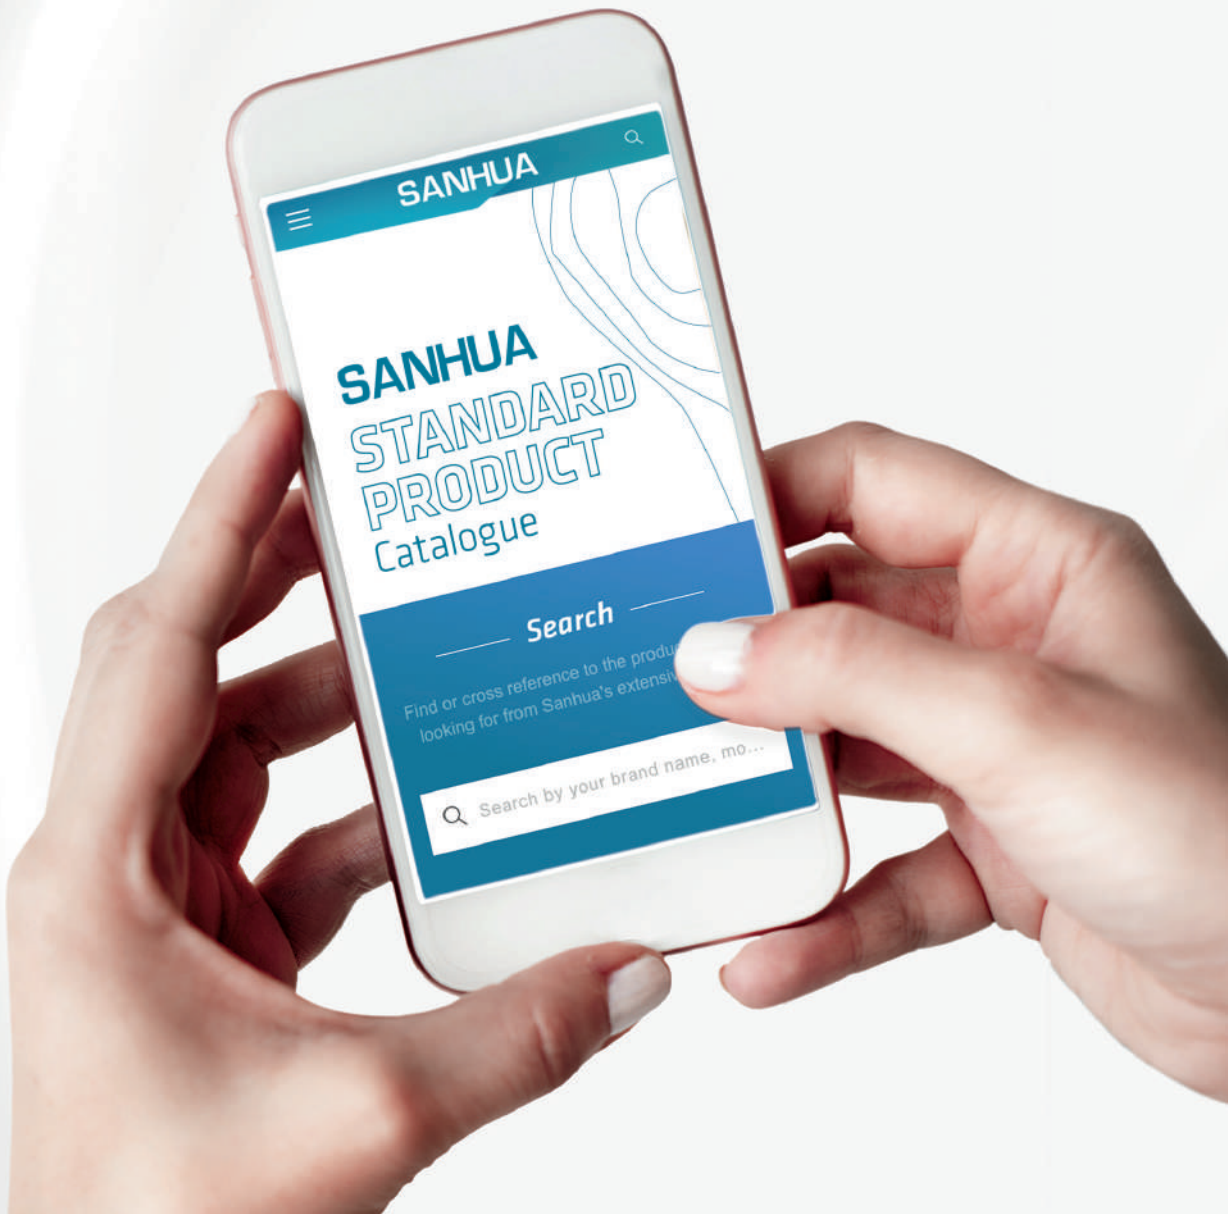 SANHUA
SANHUA
STANDARD
PRODUCT
Catalogue
Search
Find or cross reference to the produ
looking for from Sanhua's extensiv
Search by your brand name, mo...